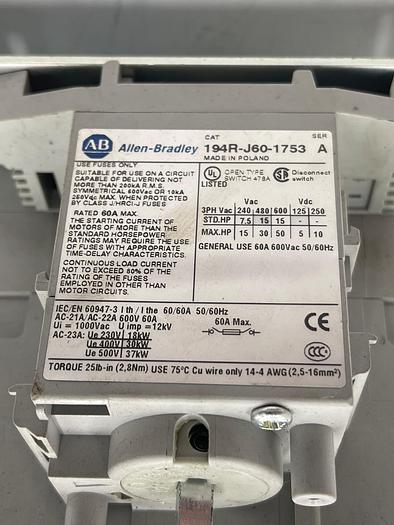 CAT SER
AB Allen-Bradley 194R-J60-1753 A
MADE IN POLAND
USE FUSES ONLY
SUITABLE FOR USE ON A CIRCUIT
CAPABLE OF DELIVERING NOT
MORE THAN 200kA R.M.S.
SYMMETRICAL 600Vac OR 10kA
250Vdc MAX. WHEN PROTECTED
BY CLASS J/HRCI-J FUSES
RATED 60A MAX.
THE STARTING CURRENT OF
MOTORS OF MORE THAN THE
STANDARD HORSEPOWER
RATINGS MAY REQUIRE THE
USE OF APPROPRIATE
TIME-DELAY CHARACTERISTICS.
CONTINUOUS LOAD CURRENT
NOT TO EXCEED 80% OF THE
RATING OF THE FUSES
EMPLOYED IN OTHER THAN
MOTOR CIRCUITS.
UL LISTED
OPEN TYPE
SWITCH 47BA
Disconnect
switch
Vac Vdc
3PH Vac 240 480 600 125 250
STD.HP 7.5 15 15 - -
MAX.HP 15 30 50 5 10
GENERAL USE 60A 600Vac 50/60Hz
IEC/EN 60947-3 Ith/Ithe 60/60A 50/60Hz
AC-21A/AC-22A 600V 60A
Ui = 1000Vac U imp = 12kV
AC-23A: Ue 230V 18kW
Ue 400V 30kW
Ue 500V 37kW
60A Max.
CE
CCC
TORQUE 25lb-in (2,8Nm) USE 75°C Cu wire only 14-4 AWG (2,5-16mm²)